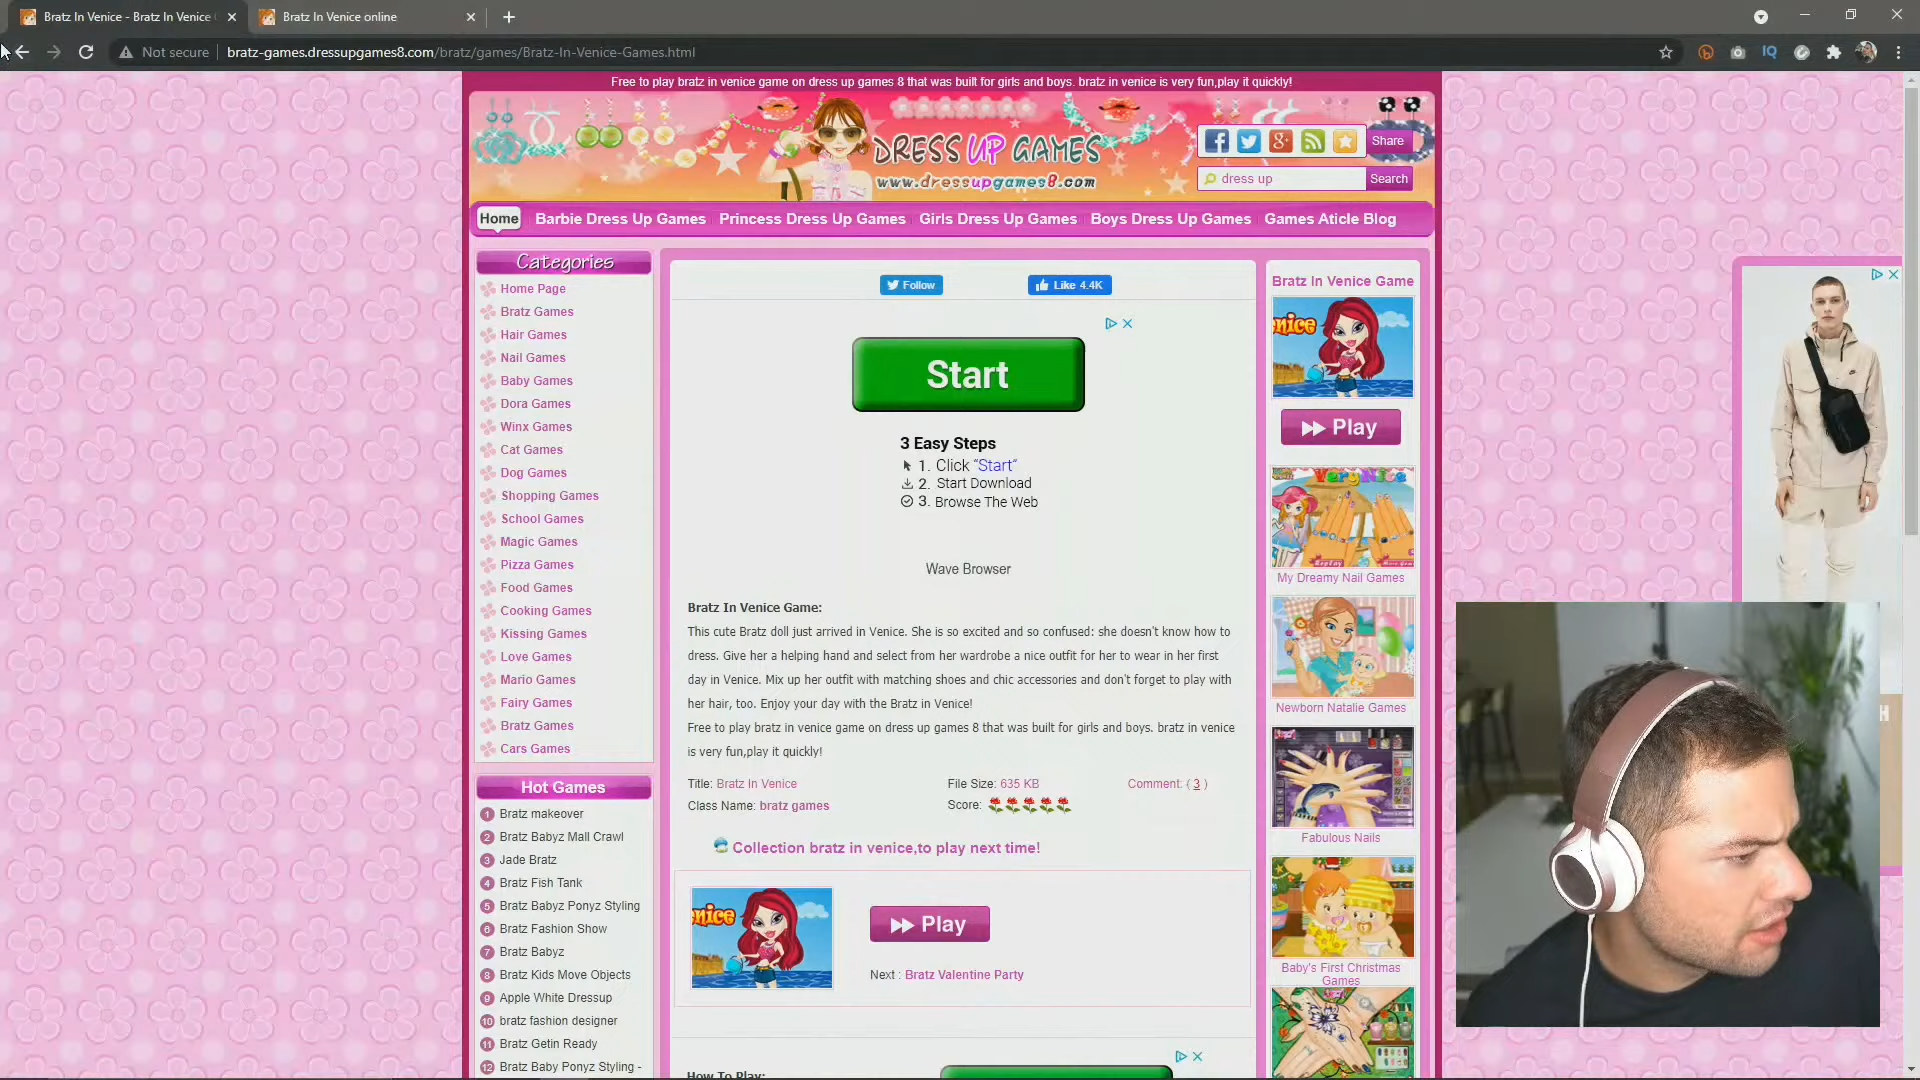 Bratz In Venice - Bratz In Venice
Bratz In Venice online
Not secure
bratz-games.dressupgames8.com/bratz/games/Bratz-In-Venice-Games.html
IQ
Free to play bratz in venice game on dress up games 8 that was built for girls and boys. bratz in venice is very fun,play it quickly!
DRESS UP GAMES
www.dressupgames8.com
Share
dress up
Search
Home
Barbie Dress Up Games
Princess Dress Up Games
Girls Dress Up Games
Boys Dress Up Games
Games Aticle Blog
Categories
Home Page
Bratz Games
Hair Games
Nail Games
Baby Games
Dora Games
Winx Games
Cat Games
Dog Games
Shopping Games
School Games
Magic Games
Pizza Games
Food Games
Cooking Games
Kissing Games
Love Games
Mario Games
Fairy Games
Bratz Games
Cars Games
Hot Games
1 Bratz makeover
2 Bratz Babyz Mall Crawl
3 Jade Bratz
4 Bratz Fish Tank
5 Bratz Babyz Ponyz Styling
6 Bratz Fashion Show
7 Bratz Babyz
8 Bratz Kids Move Objects
9 Apple White Dressup
10 bratz fashion designer
11 Bratz Getin Ready
12 Bratz Baby Ponyz Styling -
Follow
Like 4.4K
Start
3 Easy Steps
1. Click "Start"
2. Start Download
3. Browse The Web
Wave Browser
Bratz In Venice Game:
This cute Bratz doll just arrived in Venice. She is so excited and so confused: she doesn't know how to
dress. Give her a helping hand and select from her wardrobe a nice outfit for her to wear in her first
day in Venice. Mix up her outfit with matching shoes and chic accessories and don't forget to play with
her hair, too. Enjoy your day with the Bratz in Venice!
Free to play bratz in venice game on dress up games 8 that was built for girls and boys. bratz in venice
is very fun,play it quickly!
Title: Bratz In Venice
File Size: 635 KB
Comment: ( 3 )
Class Name: bratz games
Score:
Collection bratz in venice,to play next time!
nice
Play
Next : Bratz Valentine Party
How To Play:
Bratz In Venice Game
nice
Play
Very Nice
My Dreamy Nail Games
Newborn Natalie Games
Fabulous Nails
Baby's First Christmas
Games